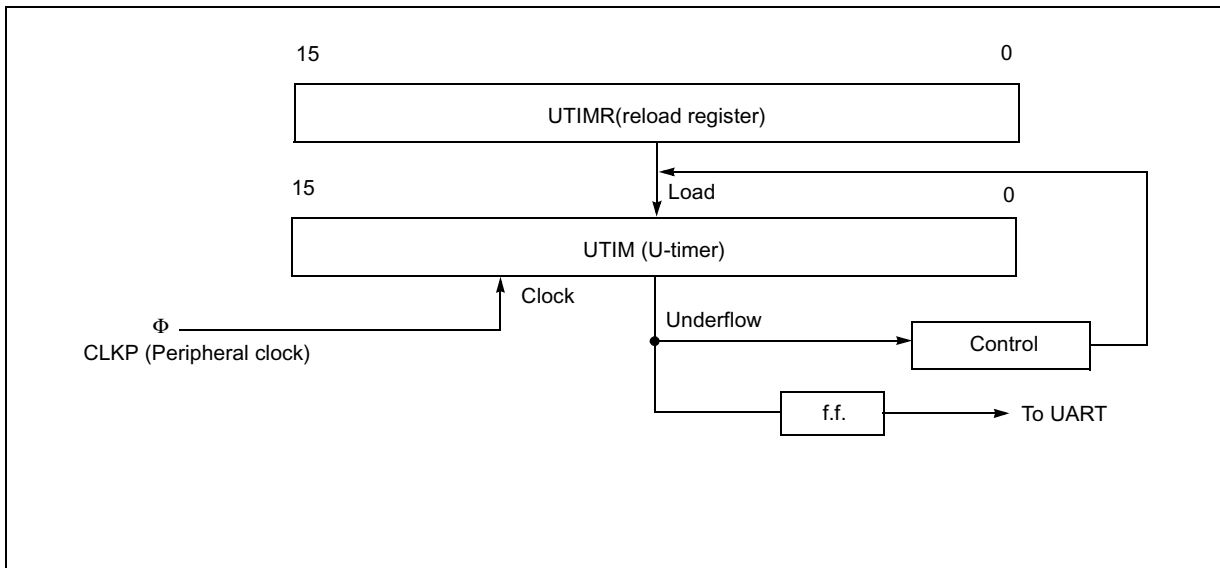 15 0
UTIMR(reload register)
Load
15 0
UTIM (U-timer)
Clock
Φ
CLKP (Peripheral clock)
Underflow
Control
f.f.
To UART